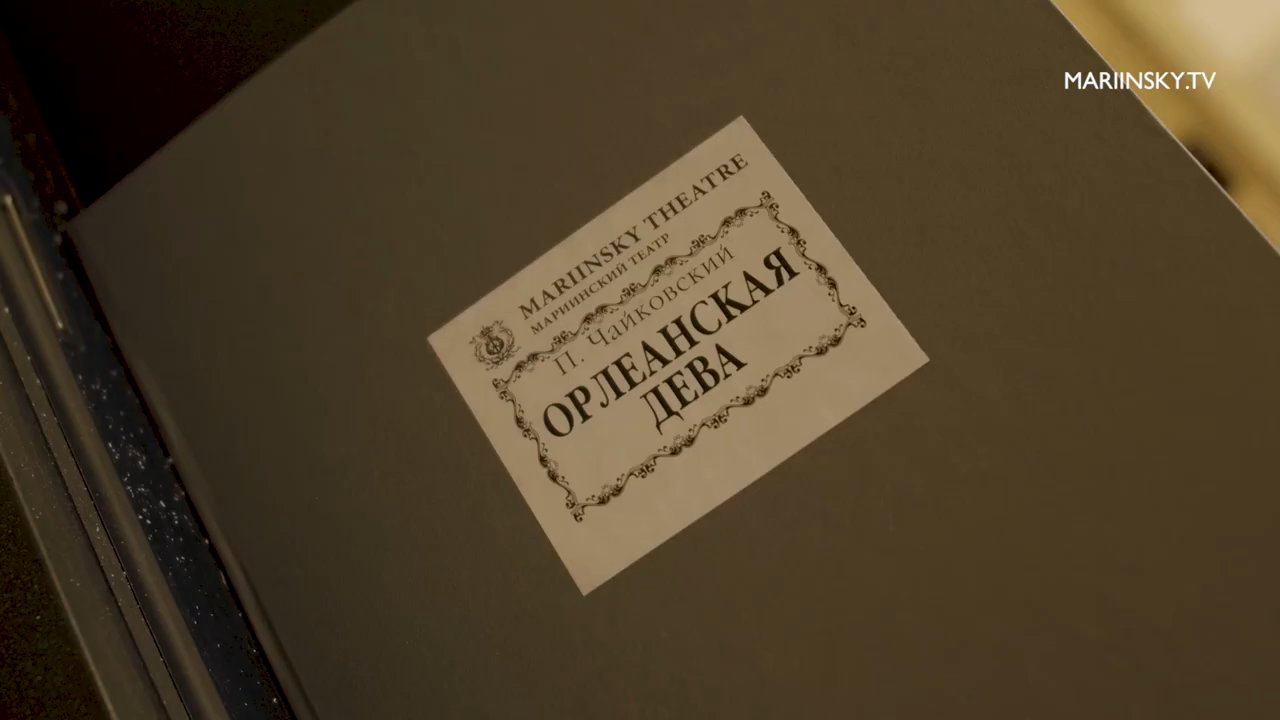 MARIINSKY.TV
MARIINSKY THEATRE
МАРИИНСКИЙ ТЕАТР
П. Чайковский
ОРЛЕАНСКАЯ
ДЕВА